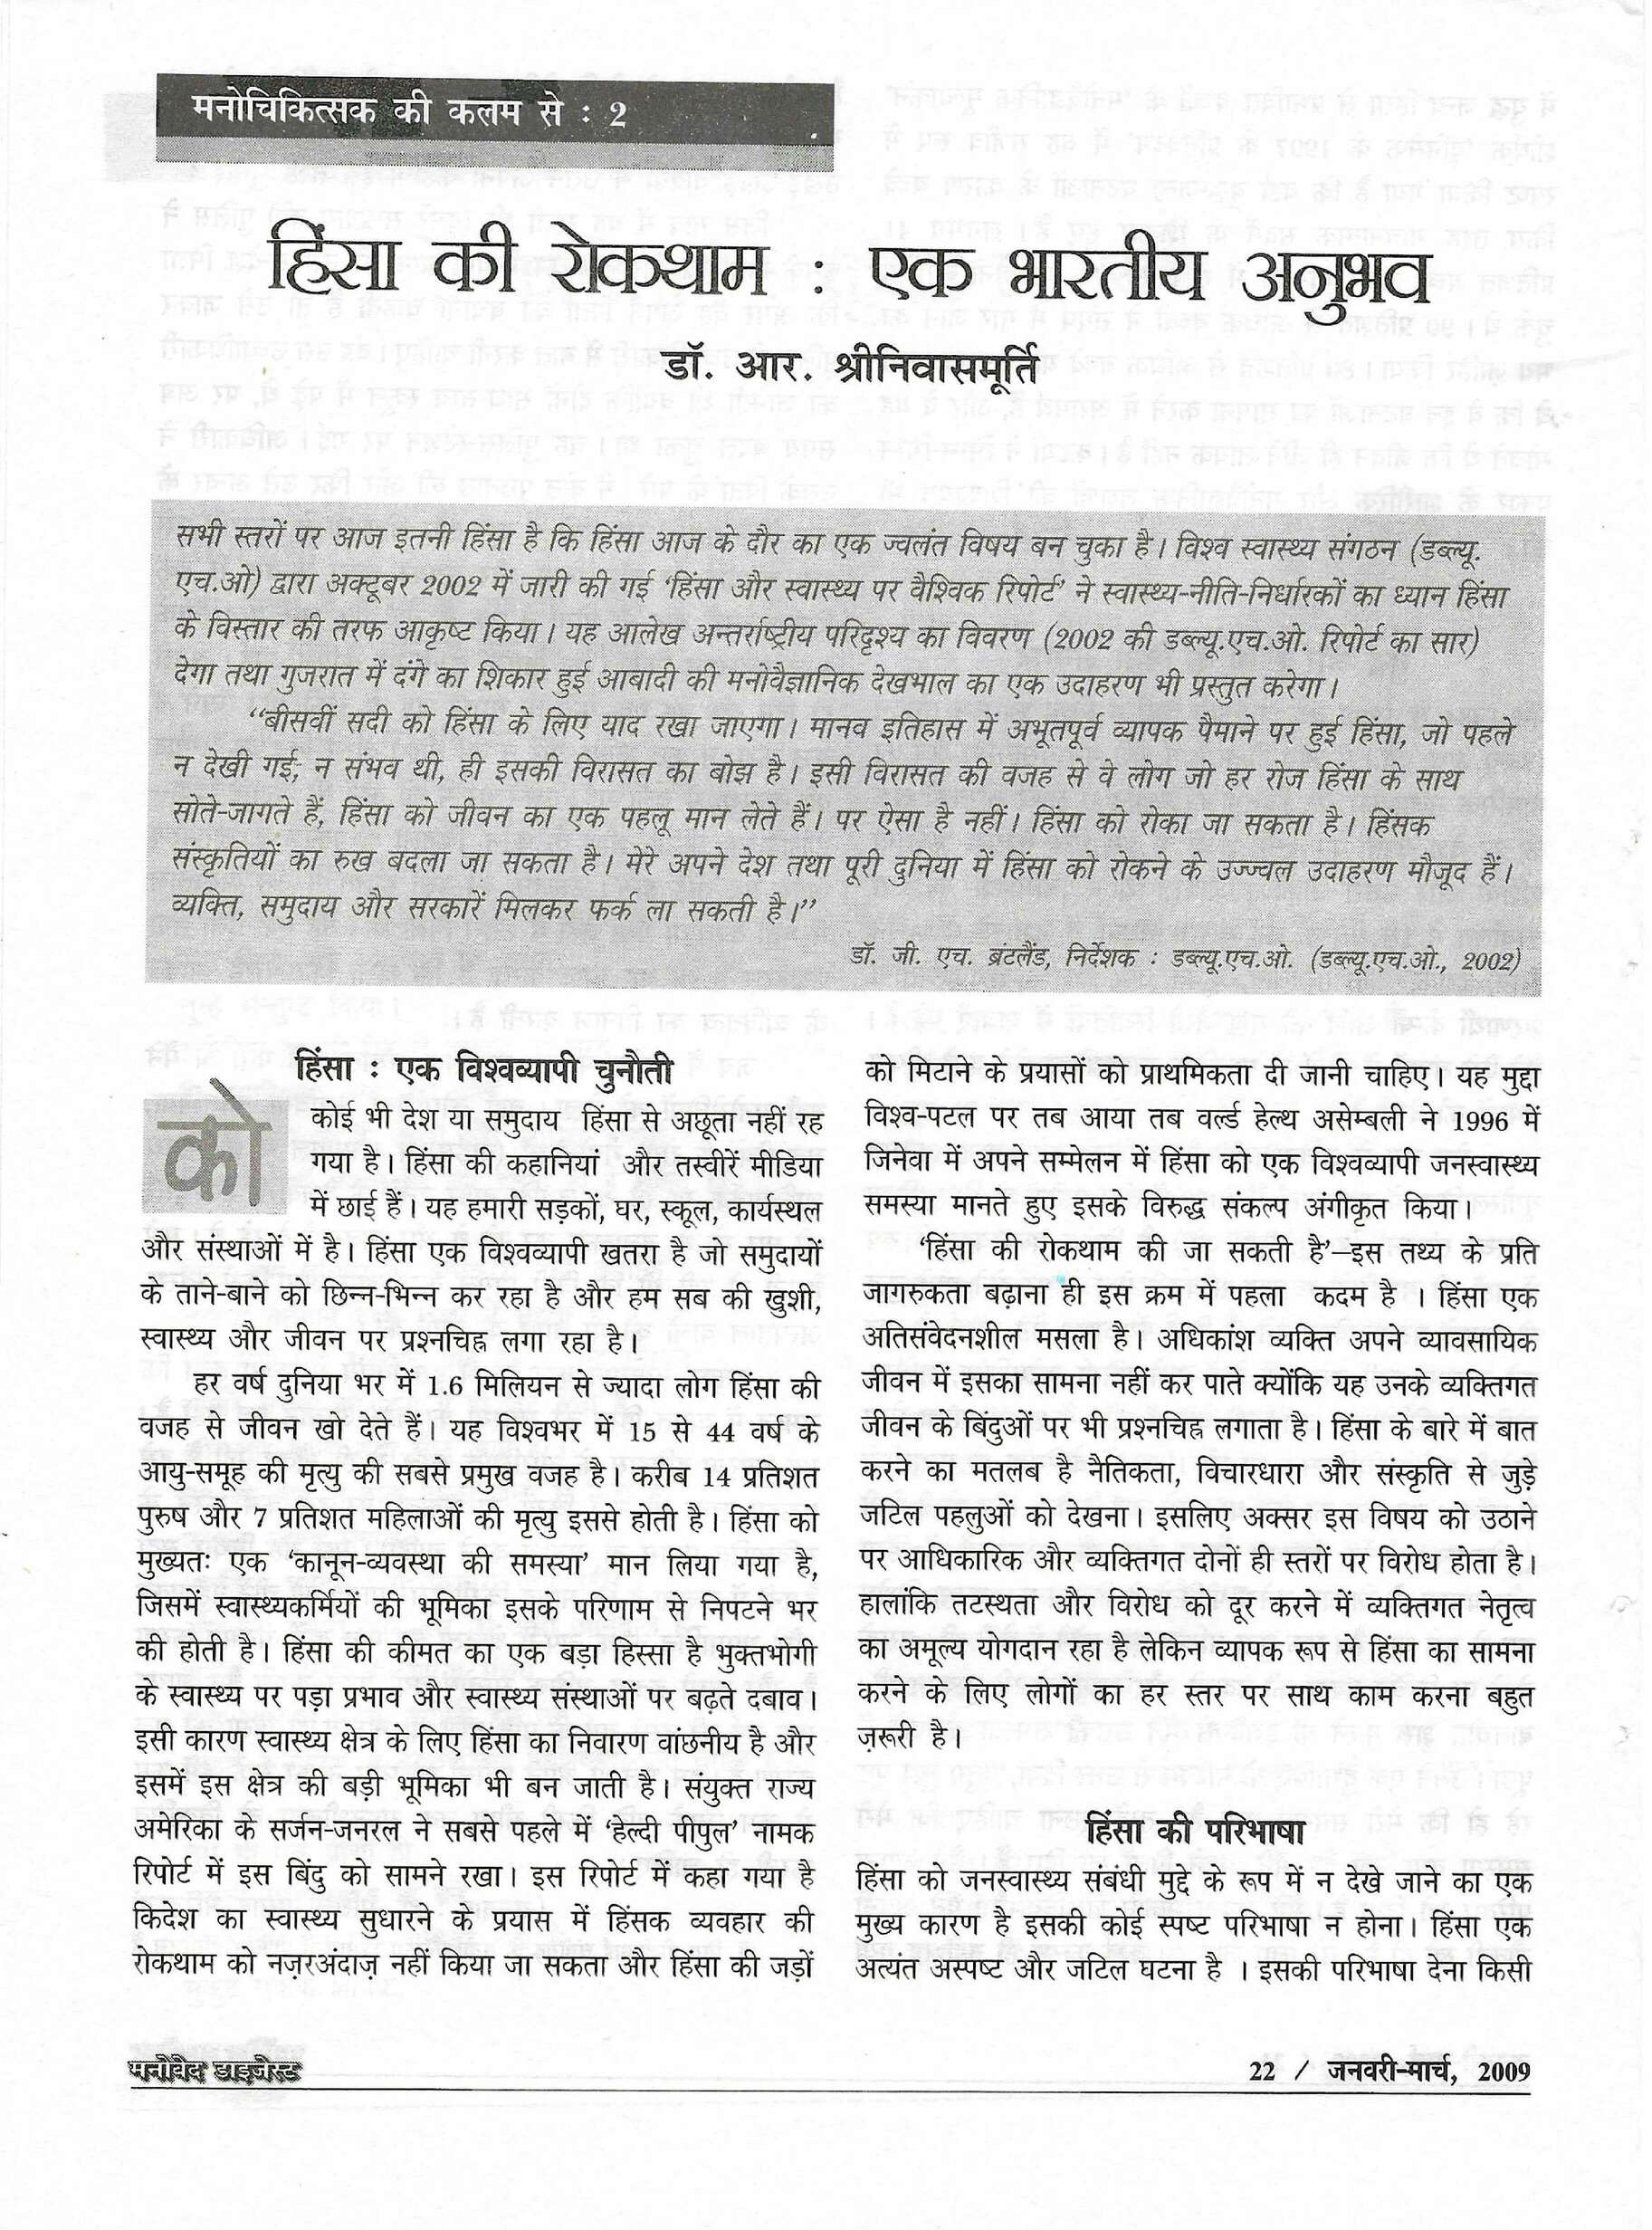 मनोचिकित्सक की कलम से : 2
हिंसा की रोकथाम : एक भारतीय अनुभव
डॉ. आर. श्रीनिवासमूर्ति
सभी स्तरों पर आज इतनी हिंसा है कि हिंसा आज के दौर का एक ज्वलंत विषय बन चुका है। विश्व स्वास्थ्य संगठन (डब्ल्यू.
एच.ओ) द्वारा अक्टूबर 2002 में जारी की गई ‘हिंसा और स्वास्थ्य पर वैश्विक रिपोर्ट’ ने स्वास्थ्य-नीति-निर्धारकों का ध्यान हिंसा
के विस्तार की तरफ आकृष्ट किया। यह आलेख अन्तर्राष्ट्रीय परिदृश्य का विवरण (2002 की डब्ल्यू.एच.ओ. रिपोर्ट का सार)
देगा तथा गुजरात में दंगे का शिकार हुई आबादी की मनोवैज्ञानिक देखभाल का एक उदाहरण भी प्रस्तुत करेगा।
“बीसवीं सदी को हिंसा के लिए याद रखा जाएगा। मानव इतिहास में अभूतपूर्व व्यापक पैमाने पर हुई हिंसा, जो पहले
न देखी गई; न संभव थी, ही इसकी विरासत का बोझ है। इसी विरासत की वजह से वे लोग जो हर रोज हिंसा के साथ
सोते-जागते हैं, हिंसा को जीवन का एक पहलू मान लेते हैं। पर ऐसा है नहीं। हिंसा को रोका जा सकता है। हिंसक
संस्कृतियों का रुख बदला जा सकता है। मेरे अपने देश तथा पूरी दुनिया में हिंसा को रोकने के उज्ज्वल उदाहरण मौजूद हैं।
व्यक्ति, समुदाय और सरकारें मिलकर फर्क ला सकती है।”
डॉ. जी. एच. ब्रंटलैंड, निर्देशक : डब्ल्यू.एच.ओ. (डब्ल्यू.एच.ओ., 2002)
हिंसा : एक विश्वव्यापी चुनौती
को
कोई भी देश या समुदाय हिंसा से अछूता नहीं रह
गया है। हिंसा की कहानियां और तस्वीरें मीडिया
में छाई हैं। यह हमारी सड़कों, घर, स्कूल, कार्यस्थल
और संस्थाओं में है। हिंसा एक विश्वव्यापी खतरा है जो समुदायों
के ताने-बाने को छिन्न-भिन्न कर रहा है और हम सब की खुशी,
स्वास्थ्य और जीवन पर प्रश्नचिह्न लगा रहा है।
हर वर्ष दुनिया भर में 1.6 मिलियन से ज्यादा लोग हिंसा की
वजह से जीवन खो देते हैं। यह विश्वभर में 15 से 44 वर्ष के
आयु-समूह की मृत्यु की सबसे प्रमुख वजह है। करीब 14 प्रतिशत
पुरुष और 7 प्रतिशत महिलाओं की मृत्यु इससे होती है। हिंसा को
मुख्यतः एक ‘कानून-व्यवस्था की समस्या’ मान लिया गया है,
जिसमें स्वास्थ्यकर्मियों की भूमिका इसके परिणाम से निपटने भर
की होती है। हिंसा की कीमत का एक बड़ा हिस्सा है भुक्तभोगी
के स्वास्थ्य पर पड़ा प्रभाव और स्वास्थ्य संस्थाओं पर बढ़ते दबाव।
इसी कारण स्वास्थ्य क्षेत्र के लिए हिंसा का निवारण वांछनीय है और
इसमें इस क्षेत्र की बड़ी भूमिका भी बन जाती है। संयुक्त राज्य
अमेरिका के सर्जन-जनरल ने सबसे पहले में ‘हेल्दी पीपुल’ नामक
रिपोर्ट में इस बिंदु को सामने रखा। इस रिपोर्ट में कहा गया है
किदेश का स्वास्थ्य सुधारने के प्रयास में हिंसक व्यवहार की
रोकथाम को नज़रअंदाज़ नहीं किया जा सकता और हिंसा की जड़ों
को मिटाने के प्रयासों को प्राथमिकता दी जानी चाहिए। यह मुद्दा
विश्व-पटल पर तब आया तब वर्ल्ड हेल्थ असेम्बली ने 1996 में
जिनेवा में अपने सम्मेलन में हिंसा को एक विश्वव्यापी जनस्वास्थ्य
समस्या मानते हुए इसके विरुद्ध संकल्प अंगीकृत किया।
‘हिंसा की रोकथाम की जा सकती है’–इस तथ्य के प्रति
जागरुकता बढ़ाना ही इस क्रम में पहला कदम है । हिंसा एक
अतिसंवेदनशील मसला है। अधिकांश व्यक्ति अपने व्यावसायिक
जीवन में इसका सामना नहीं कर पाते क्योंकि यह उनके व्यक्तिगत
जीवन के बिंदुओं पर भी प्रश्नचिह्न लगाता है। हिंसा के बारे में बात
करने का मतलब है नैतिकता, विचारधारा और संस्कृति से जुड़े
जटिल पहलुओं को देखना। इसलिए अक्सर इस विषय को उठाने
पर आधिकारिक और व्यक्तिगत दोनों ही स्तरों पर विरोध होता है।
हालांकि तटस्थता और विरोध को दूर करने में व्यक्तिगत नेतृत्व
का अमूल्य योगदान रहा है लेकिन व्यापक रूप से हिंसा का सामना
करने के लिए लोगों का हर स्तर पर साथ काम करना बहुत
ज़रूरी है।
हिंसा की परिभाषा
हिंसा को जनस्वास्थ्य संबंधी मुद्दे के रूप में न देखे जाने का एक
मुख्य कारण है इसकी कोई स्पष्ट परिभाषा न होना। हिंसा एक
अत्यंत अस्पष्ट और जटिल घटना है । इसकी परिभाषा देना किसी
मनोवेद डाइजेस्ट
22 / जनवरी-मार्च, 2009